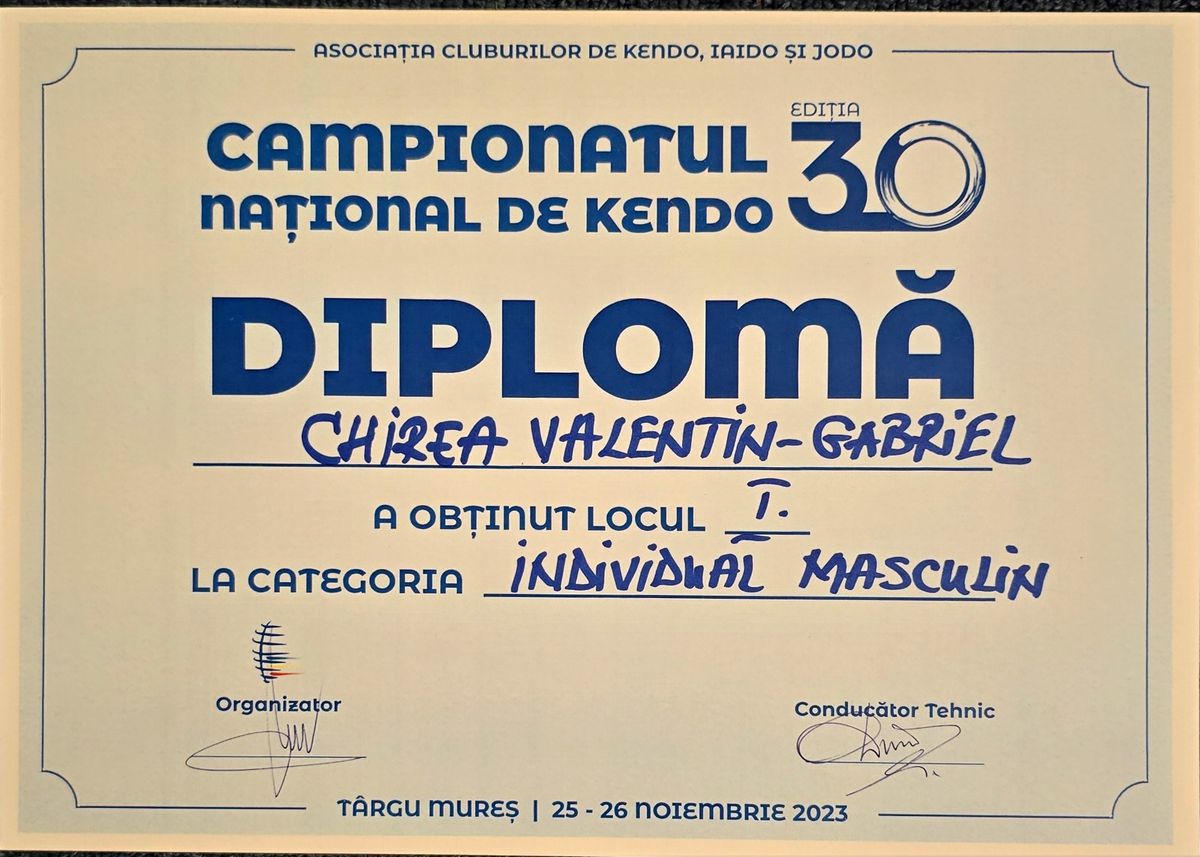 ASOCIAȚIA CLUBURILOR DE KENDO, IAIDO ȘI JODO
CAMPIONATUL
NAȚIONAL DE KENDO
EDIȚIA
30
DIPLOMĂ
CHIREA VALENTIN-GABRIEL
A OBȚINUT LOCUL I.
LA CATEGORIA INDIVIDUAL MASCULIN
Organizator
Conducător Tehnic
TÂRGU MUREȘ | 25 - 26 NOIEMBRIE 2023